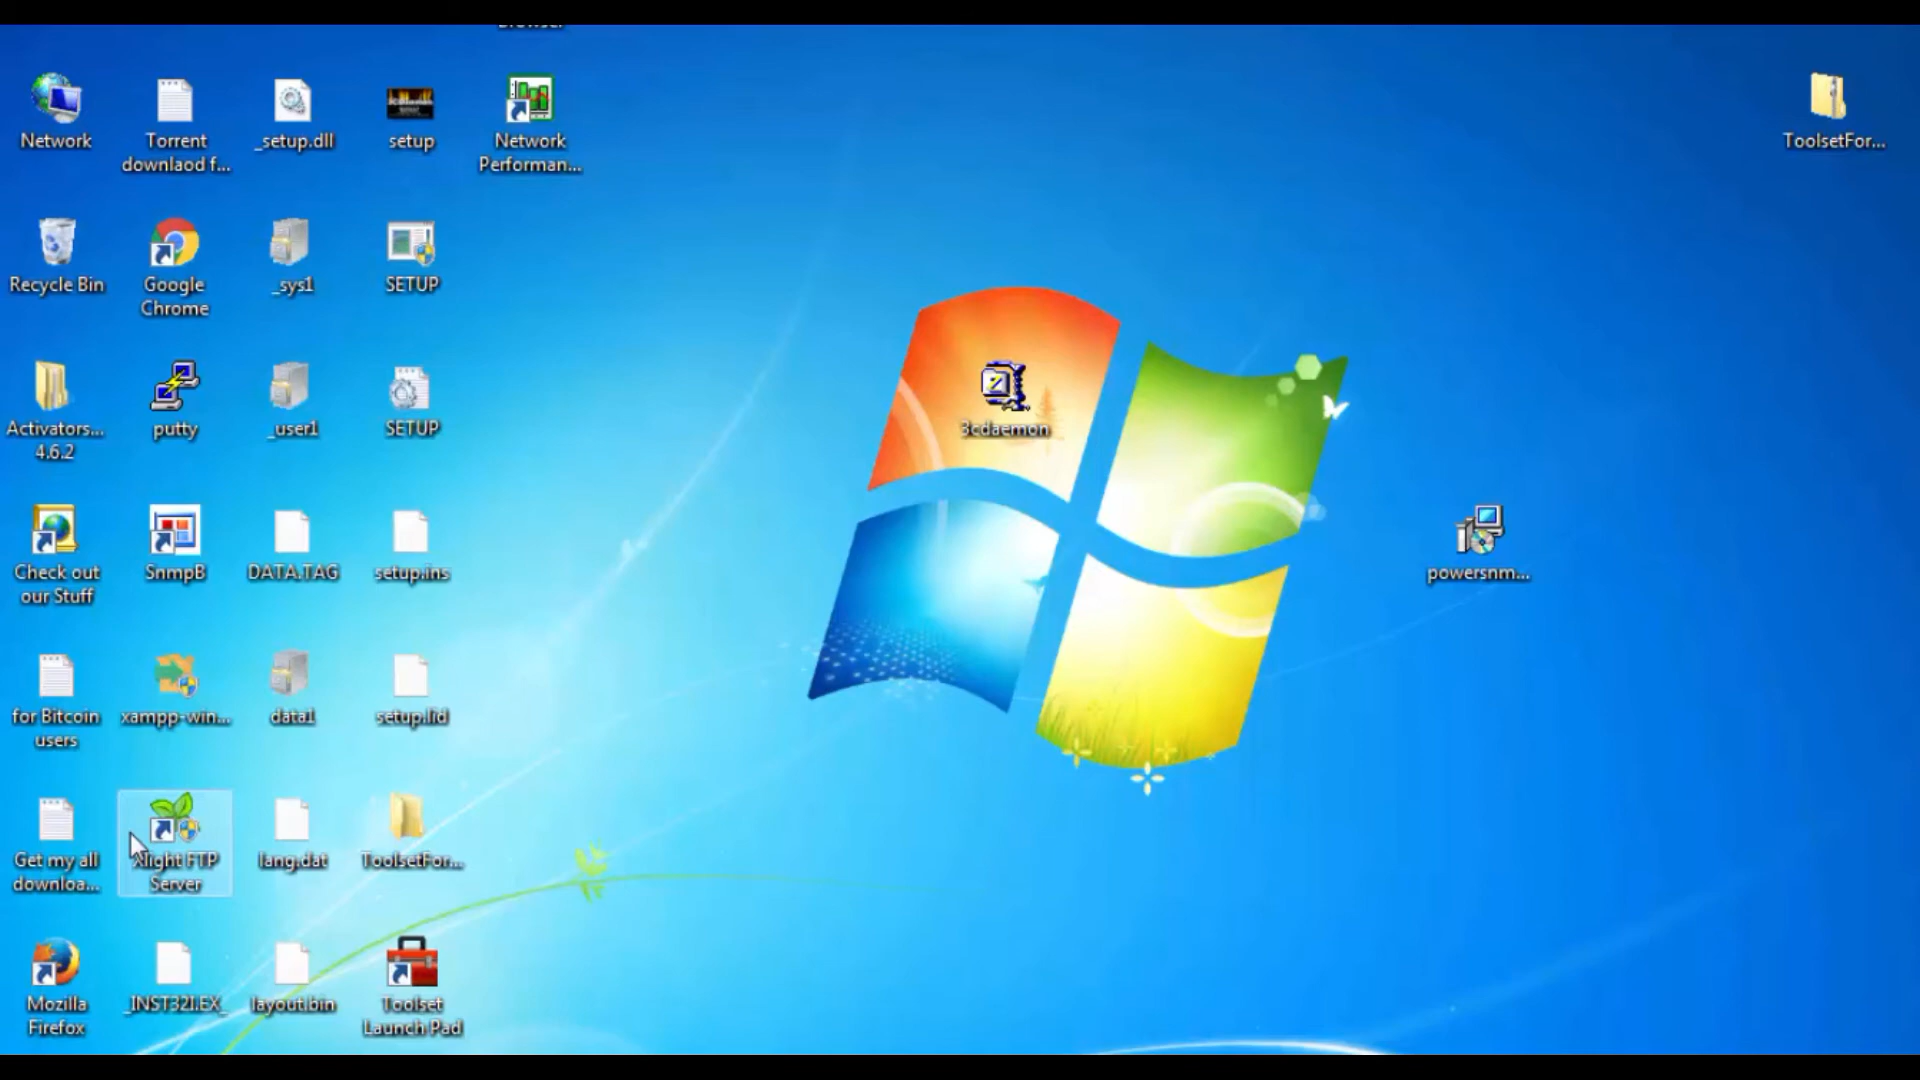 Browser
Network
Torrent
downlaod f...
_setup.dll
setup
Network
Performan...
ToolsetFor...
Recycle Bin
Google
Chrome
_sys1
SETUP
Activators...
4.6.2
putty
_user1
SETUP
3cdaemon
Check out
our Stuff
SnmpB
DATA.TAG
setup.ins
powersnm...
for Bitcoin
users
xampp-win...
data1
setup.lid
Get my all
downloa...
Xlight FTP
Server
lang.dat
ToolsetFor...
Mozilla
Firefox
_INST32I.EX_
layout.bin
Toolset
Launch Pad